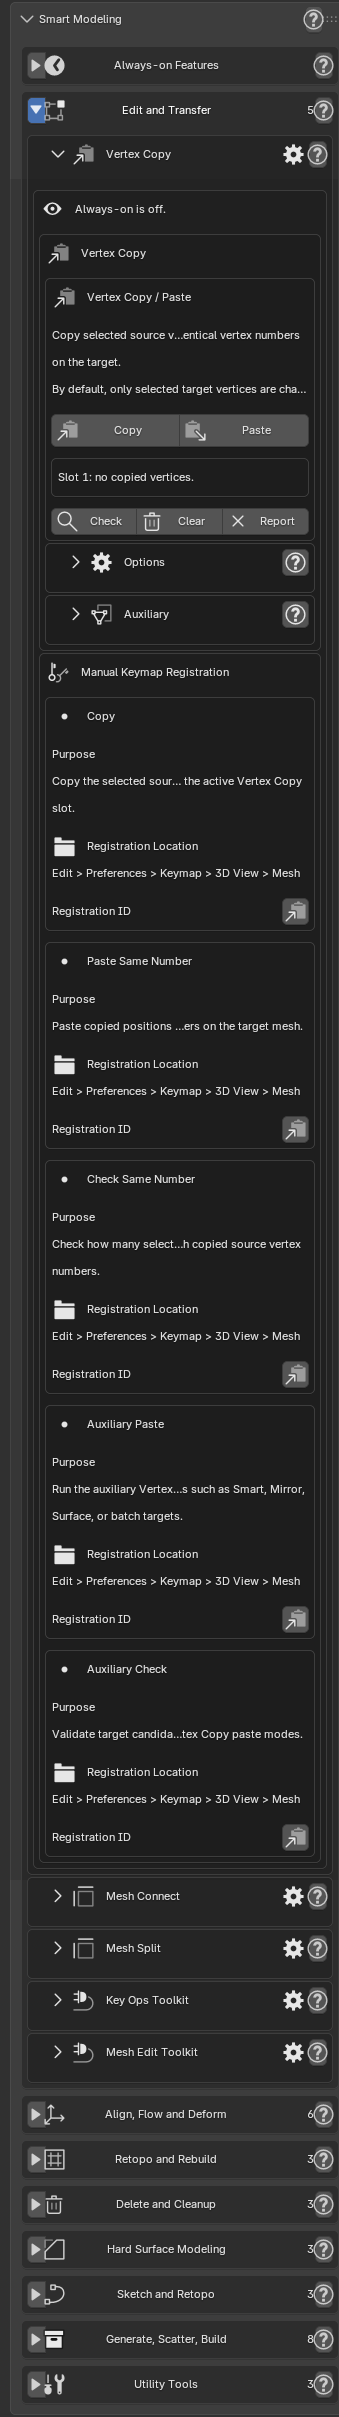 Smart Modeling
Always-on Features
Edit and Transfer 5
Vertex Copy
Always-on is off.
Vertex Copy
Vertex Copy / Paste
Copy selected source v...entical vertex numbers
on the target.
By default, only selected target vertices are cha...
Copy Paste
Slot 1: no copied vertices.
Check Clear Report
Options
Auxiliary
Manual Keymap Registration
Copy
Purpose
Copy the selected sour... the active Vertex Copy
slot.
Registration Location
Edit > Preferences > Keymap > 3D View > Mesh
Registration ID
Paste Same Number
Purpose
Paste copied positions ...ers on the target mesh.
Registration Location
Edit > Preferences > Keymap > 3D View > Mesh
Registration ID
Check Same Number
Purpose
Check how many select...h copied source vertex
numbers.
Registration Location
Edit > Preferences > Keymap > 3D View > Mesh
Registration ID
Auxiliary Paste
Purpose
Run the auxiliary Vertex...s such as Smart, Mirror,
Surface, or batch targets.
Registration Location
Edit > Preferences > Keymap > 3D View > Mesh
Registration ID
Auxiliary Check
Purpose
Validate target candida...tex Copy paste modes.
Registration Location
Edit > Preferences > Keymap > 3D View > Mesh
Registration ID
Mesh Connect
Mesh Split
Key Ops Toolkit
Mesh Edit Toolkit
Align, Flow and Deform 6
Retopo and Rebuild 3
Delete and Cleanup 3
Hard Surface Modeling 3
Sketch and Retopo 3
Generate, Scatter, Build 8
Utility Tools 3